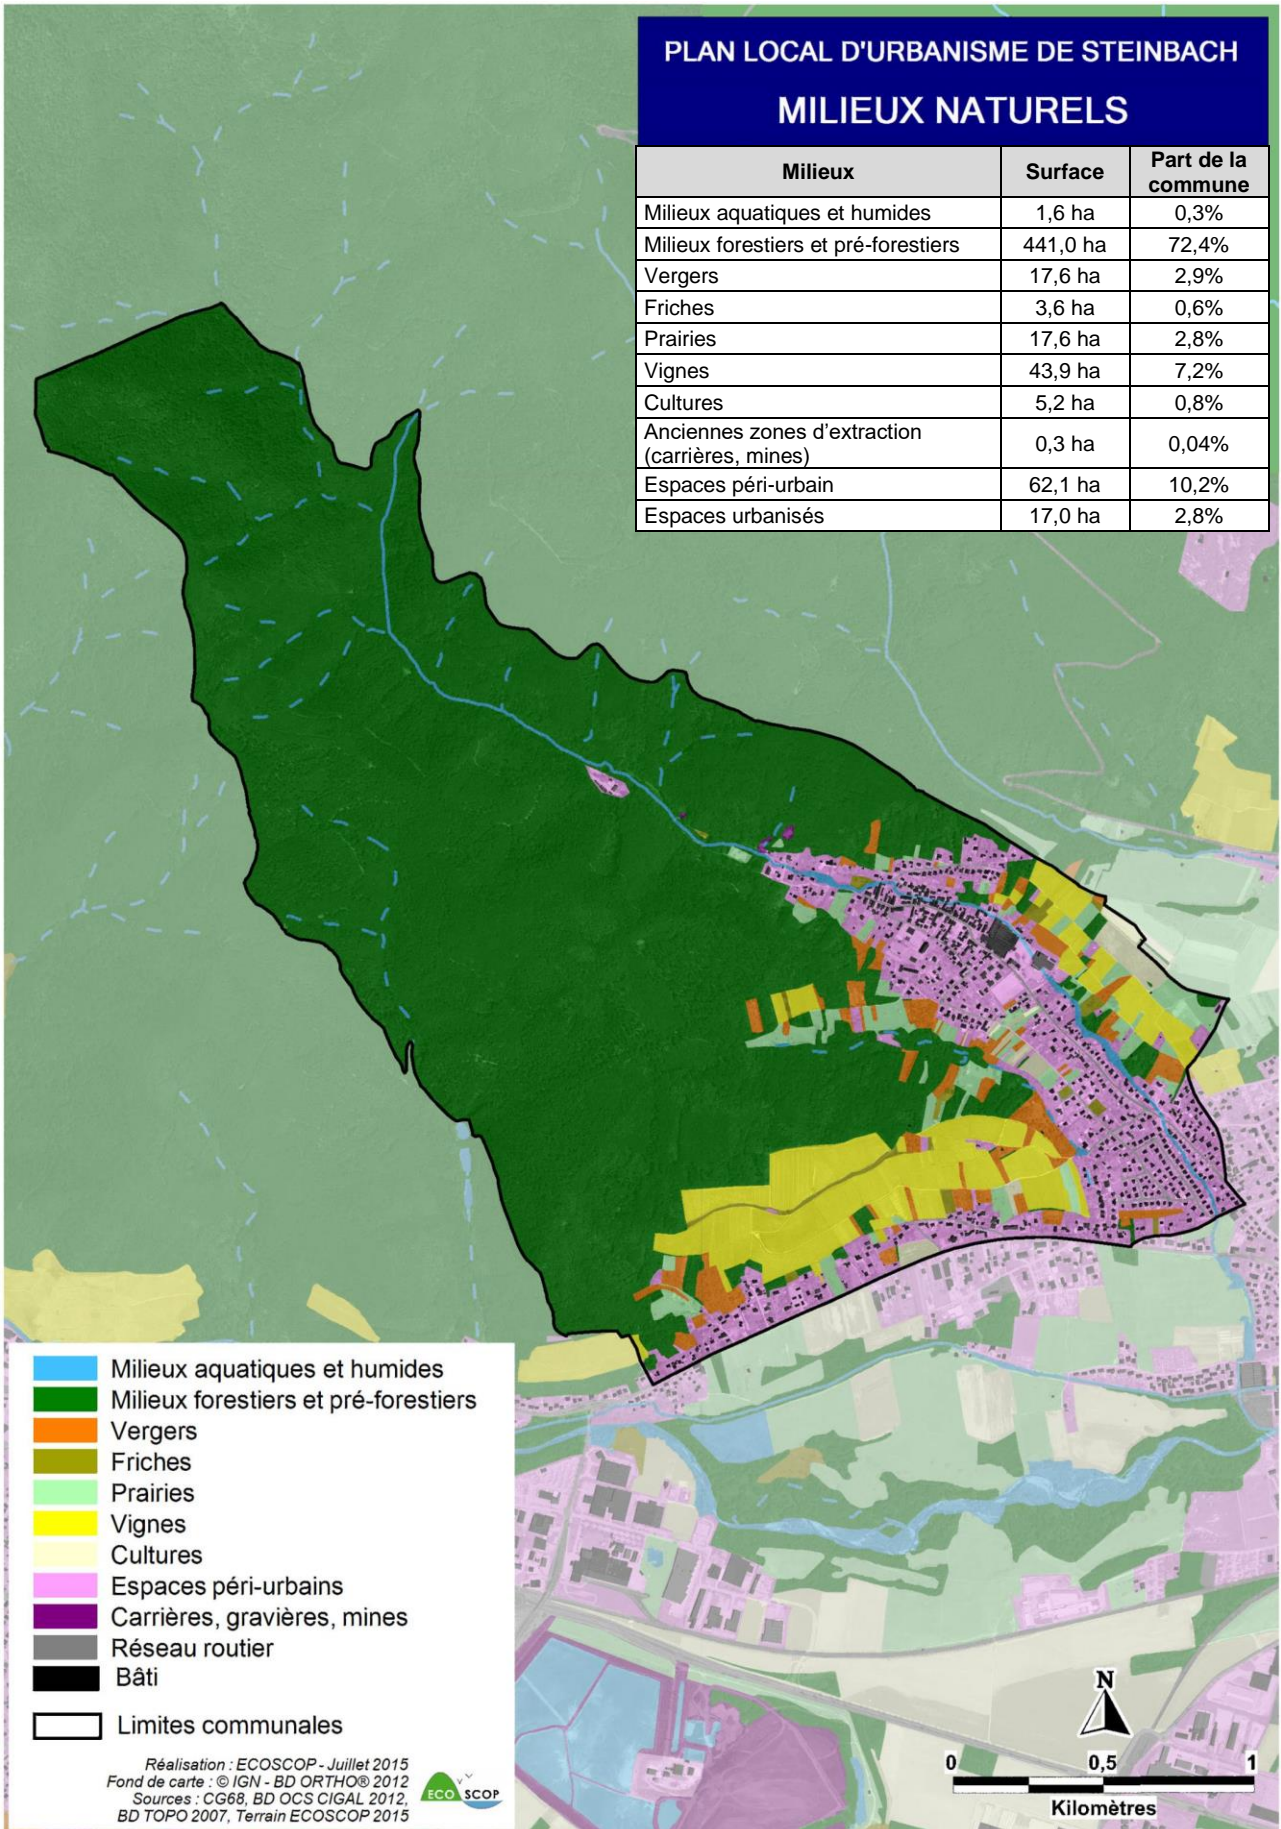 PLAN LOCAL D'URBANISME DE STEINBACH
MILIEUX NATURELS
Milieux Surface Part de la
commune
Milieux aquatiques et humides 1,6 ha 0,3%
Milieux forestiers et pré-forestiers 441,0 ha 72,4%
Vergers 17,6 ha 2,9%
Friches 3,6 ha 0,6%
Prairies 17,6 ha 2,8%
Vignes 43,9 ha 7,2%
Cultures 5,2 ha 0,8%
Anciennes zones d'extraction
(carrières, mines) 0,3 ha 0,04%
Espaces péri-urbain 62,1 ha 10,2%
Espaces urbanisés 17,0 ha 2,8%
Milieux aquatiques et humides
Milieux forestiers et pré-forestiers
Vergers
Friches
Prairies
Vignes
Cultures
Espaces péri-urbains
Carrières, gravières, mines
Réseau routier
Bâti
Limites communales
Réalisation : ECOSCOP - Juillet 2015
Fond de carte : © IGN - BD ORTHO® 2012
Sources : CG68, BD OCS CIGAL 2012,
BD TOPO 2007, Terrain ECOSCOP 2015
ECO SCOP
N
0 0,5 1
Kilomètres